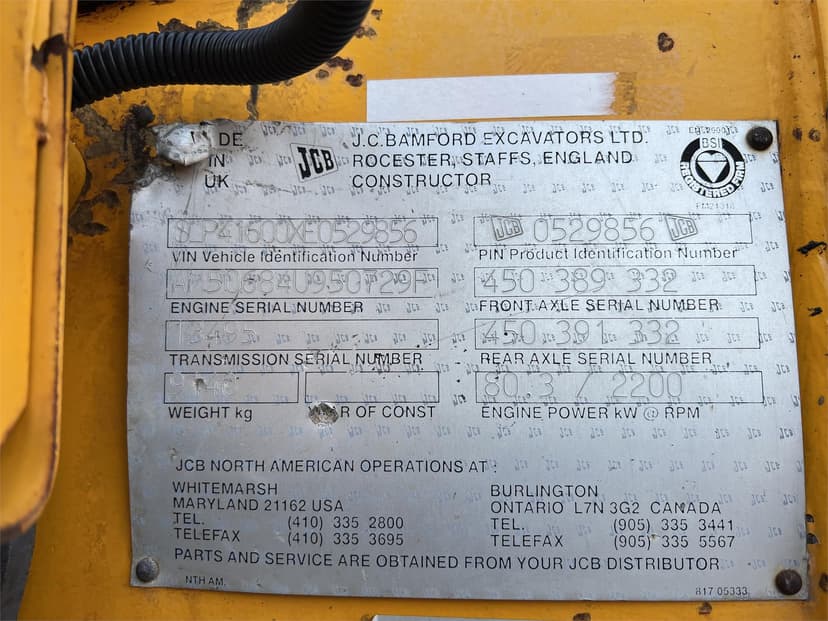 MADE
IN
UK
JCB
J.C.BAMFORD EXCAVATORS LTD.
ROCESTER, STAFFS, ENGLAND
CONSTRUCTOR
BSI
REGISTERED FIRM
SLP41600XE0529856
VIN Vehicle Identification Number
JCB 0529856 JCB
PIN Product Identification Number
ENGINE SERIAL NUMBER
450 389 332
FRONT AXLE SERIAL NUMBER
TRANSMISSION SERIAL NUMBER
450 391 332
REAR AXLE SERIAL NUMBER
WEIGHT kg
YEAR OF CONST
80.3 / 2200
ENGINE POWER kW @ RPM
JCB NORTH AMERICAN OPERATIONS AT :
WHITEMARSH
MARYLAND 21162 USA
TEL. (410) 335 2800
TELEFAX (410) 335 3695
BURLINGTON
ONTARIO L7N 3G2 CANADA
TEL. (905) 335 3441
TELEFAX (905) 335 5567
PARTS AND SERVICE ARE OBTAINED FROM YOUR JCB DISTRIBUTOR
NTH AM.
817 05333